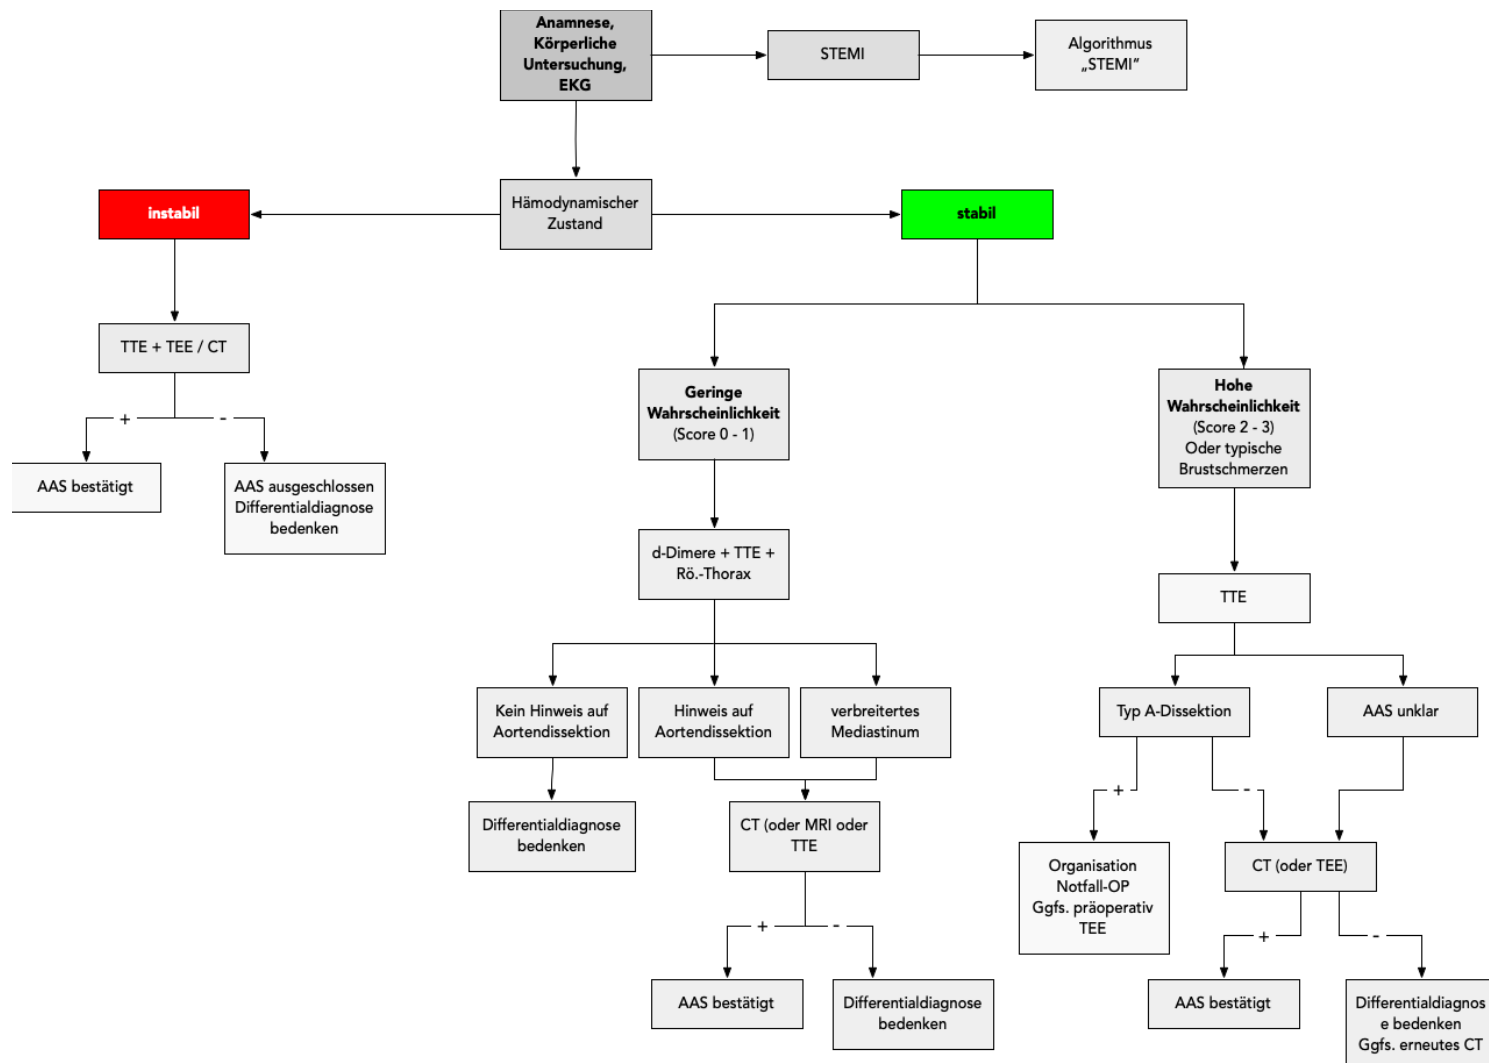 Anamnese,
Körperliche
Untersuchung,
EKG
STEMI
Algorithmus
„STEMI“
Hämodynamischer
Zustand
instabil
stabil
TTE + TEE / CT
+
-
AAS bestätigt
AAS ausgeschlossen
Differentialdiagnose
bedenken
Geringe
Wahrscheinlichkeit
(Score 0 - 1)
d-Dimere + TTE +
Rö.-Thorax
Kein Hinweis auf
Aortendissektion
Hinweis auf
Aortendissektion
verbreitertes
Mediastinum
Differentialdiagnose
bedenken
CT (oder MRI oder
TTE
+
-
AAS bestätigt
Differentialdiagnose
bedenken
Hohe
Wahrscheinlichkeit
(Score 2 - 3)
Oder typische
Brustschmerzen
TTE
Typ A-Dissektion
AAS unklar
+
-
Organisation
Notfall-OP
Ggfs. präoperativ
TEE
CT (oder TEE)
+
-
AAS bestätigt
Differentialdiagnos
e bedenken
Ggfs. erneutes CT